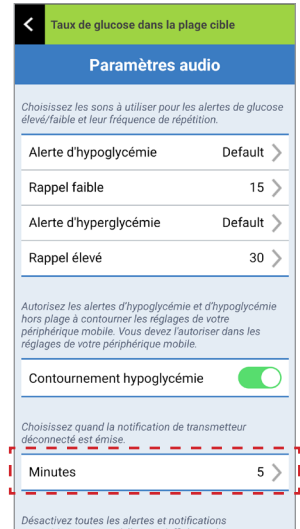 Taux de glucose dans la plage cible
Paramètres audio
Choisissez les sons à utiliser pour les alertes de glucose
élevé/faible et leur fréquence de répétition.
Alerte d'hypoglycémie Default
Rappel faible 15
Alerte d'hyperglycémie Default
Rappel élevé 30
Autorisez les alertes d'hypoglycémie et d'hypoglycémie
hors plage à contourner les réglages de votre
périphérique mobile. Vous devez l'autoriser dans les
réglages de votre périphérique mobile.
Contournement hypoglycémie
Choisissez quand la notification de transmetteur
déconnecté est émise.
Minutes 5
Désactivez toutes les alertes et notifications